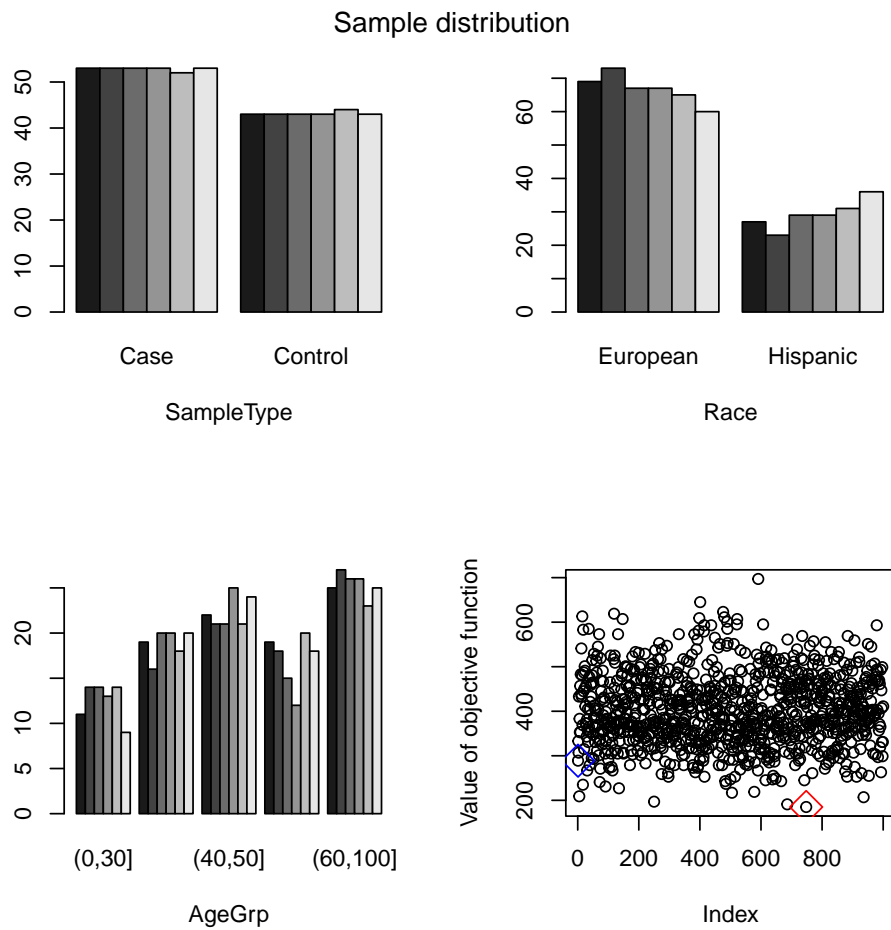 Sample distribution
0
10
20
30
40
50
Case
Control
SampleType
0
20
40
60
European
Hispanic
Race
0
5
10
20
(0,30]
(40,50]
(60,100]
AgeGrp
Value of objective function
200
400
600
0
200
400
600
800
Index